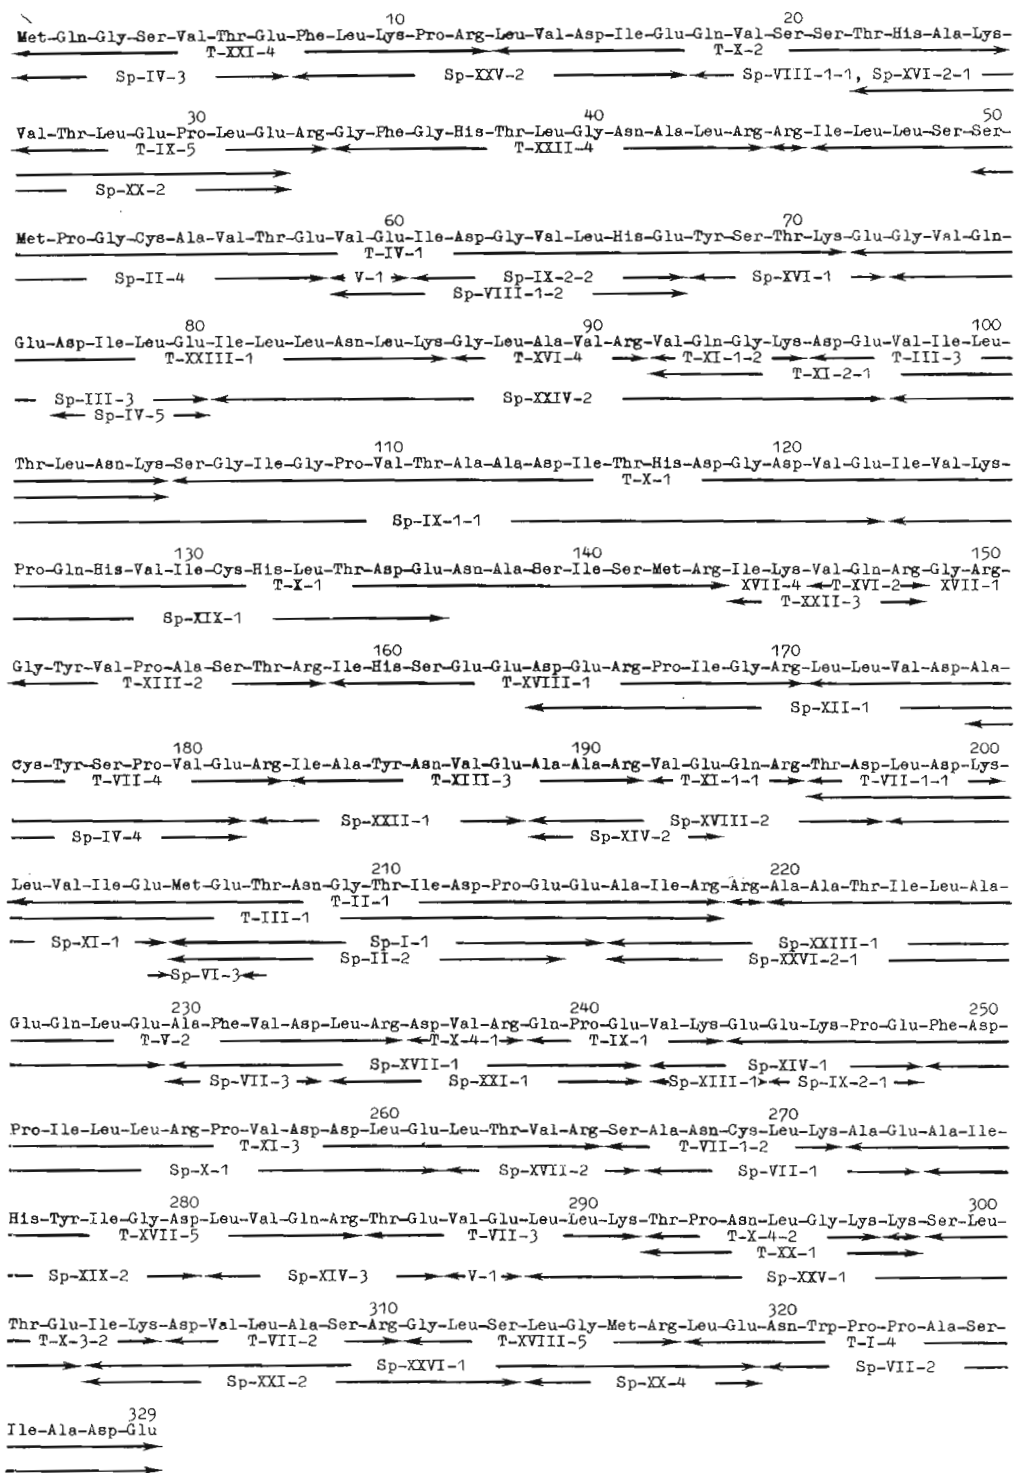 10 20
Met-Gln-Gly-Ser-Val-Thr-Glu-Phe-Leu-Lys-Pro-Arg-Leu-Val-Asp-Ile-Glu-Gln-Val-Ser-Ser-Thr-His-Ala-Lys-
T-XXI-4 T-X-2
Sp-IV-3 Sp-XXV-2 Sp-VIII-1-1, Sp-XVI-2-1
30 40 50
Val-Thr-Leu-Glu-Pro-Leu-Glu-Arg-Gly-Phe-Gly-His-Thr-Leu-Gly-Asn-Ala-Leu-Arg-Arg-Ile-Leu-Leu-Ser-Ser-
T-IX-5 T-XXII-4
Sp-XX-2
60 70
Met-Pro-Gly-Cys-Ala-Val-Thr-Glu-Val-Glu-Ile-Asp-Gly-Val-Leu-His-Glu-Tyr-Ser-Thr-Lys-Glu-Gly-Val-Gln-
T-IV-1
Sp-II-4 V-1 Sp-IX-2-2 Sp-XVI-1
Sp-VIII-1-2
80 90 100
Glu-Asp-Ile-Leu-Glu-Ile-Leu-Leu-Asn-Leu-Lys-Gly-Leu-Ala-Val-Arg-Val-Gln-Gly-Lys-Asp-Glu-Val-Ile-Leu-
T-XXIII-1 T-XVI-4 T-XI-1-2 T-III-3
T-XI-2-1
Sp-III-3 Sp-XXIV-2
Sp-IV-5
110 120
Thr-Leu-Asn-Lys-Ser-Gly-Ile-Gly-Pro-Val-Thr-Ala-Ala-Asp-Ile-Thr-His-Asp-Gly-Asp-Val-Glu-Ile-Val-Lys-
T-X-1
Sp-IX-1-1
130 140 150
Pro-Gln-His-Val-Ile-Cys-His-Leu-Thr-Asp-Glu-Asn-Ala-Ser-Ile-Ser-Met-Arg-Ile-Lys-Val-Gln-Arg-Gly-Arg-
T-X-1 XVII-4 T-XVI-2 XVII-1
T-XXII-3
Sp-XIX-1
160 170
Gly-Tyr-Val-Pro-Ala-Ser-Thr-Arg-Ile-His-Ser-Glu-Glu-Asp-Glu-Arg-Pro-Ile-Gly-Arg-Leu-Leu-Val-Asp-Ala-
T-XIII-2 T-XVIII-1
Sp-XII-1
180 190 200
Cys-Tyr-Ser-Pro-Val-Glu-Arg-Ile-Ala-Tyr-Asn-Val-Glu-Ala-Ala-Arg-Val-Glu-Gln-Arg-Thr-Asp-Leu-Asp-Lys-
T-VII-4 T-XIII-3 T-XI-1-1 T-VII-1-1
Sp-XXII-1 Sp-XVIII-2
Sp-IV-4 Sp-XIV-2
210 220
Leu-Val-Ile-Glu-Met-Glu-Thr-Asn-Gly-Thr-Ile-Asp-Pro-Glu-Glu-Ala-Ile-Arg-Arg-Ala-Ala-Thr-Ile-Leu-Ala-
T-II-1
T-III-1
Sp-XI-1 Sp-I-1 Sp-XXIII-1
Sp-II-2 Sp-XXVI-2-1
Sp-VI-3
230 240 250
Glu-Gln-Leu-Glu-Ala-Phe-Val-Asp-Leu-Arg-Asp-Val-Arg-Gln-Pro-Glu-Val-Lys-Glu-Glu-Lys-Pro-Glu-Phe-Asp-
T-V-2 T-X-4-1 T-IX-1
Sp-XVII-1 Sp-XIV-1
Sp-VII-3 Sp-XXI-1 Sp-XIII-1 Sp-IX-2-1
260 270
Pro-Ile-Leu-Leu-Arg-Pro-Val-Asp-Asp-Leu-Glu-Leu-Thr-Val-Arg-Ser-Ala-Asn-Cys-Leu-Lys-Ala-Glu-Ala-Ile-
T-XI-3 T-VII-1-2
Sp-X-1 Sp-XVII-2 Sp-VII-1
280 290 300
His-Tyr-Ile-Gly-Asp-Leu-Val-Gln-Arg-Thr-Glu-Val-Glu-Leu-Leu-Lys-Thr-Pro-Asn-Leu-Gly-Lys-Lys-Ser-Leu-
T-XVII-5 T-VII-3 T-X-4-2
T-XX-1
Sp-XIX-2 Sp-XIV-3 V-1 Sp-XXV-1
310 320
Thr-Glu-Ile-Lys-Asp-Val-Leu-Ala-Ser-Arg-Gly-Leu-Ser-Leu-Gly-Met-Arg-Leu-Glu-Asn-Trp-Pro-Pro-Ala-Ser-
T-X-3-2 T-VII-2 T-XVIII-5 T-I-4
Sp-XXVI-1 Sp-VII-2
Sp-XXI-2 Sp-XX-4
329
Ile-Ala-Asp-Glu